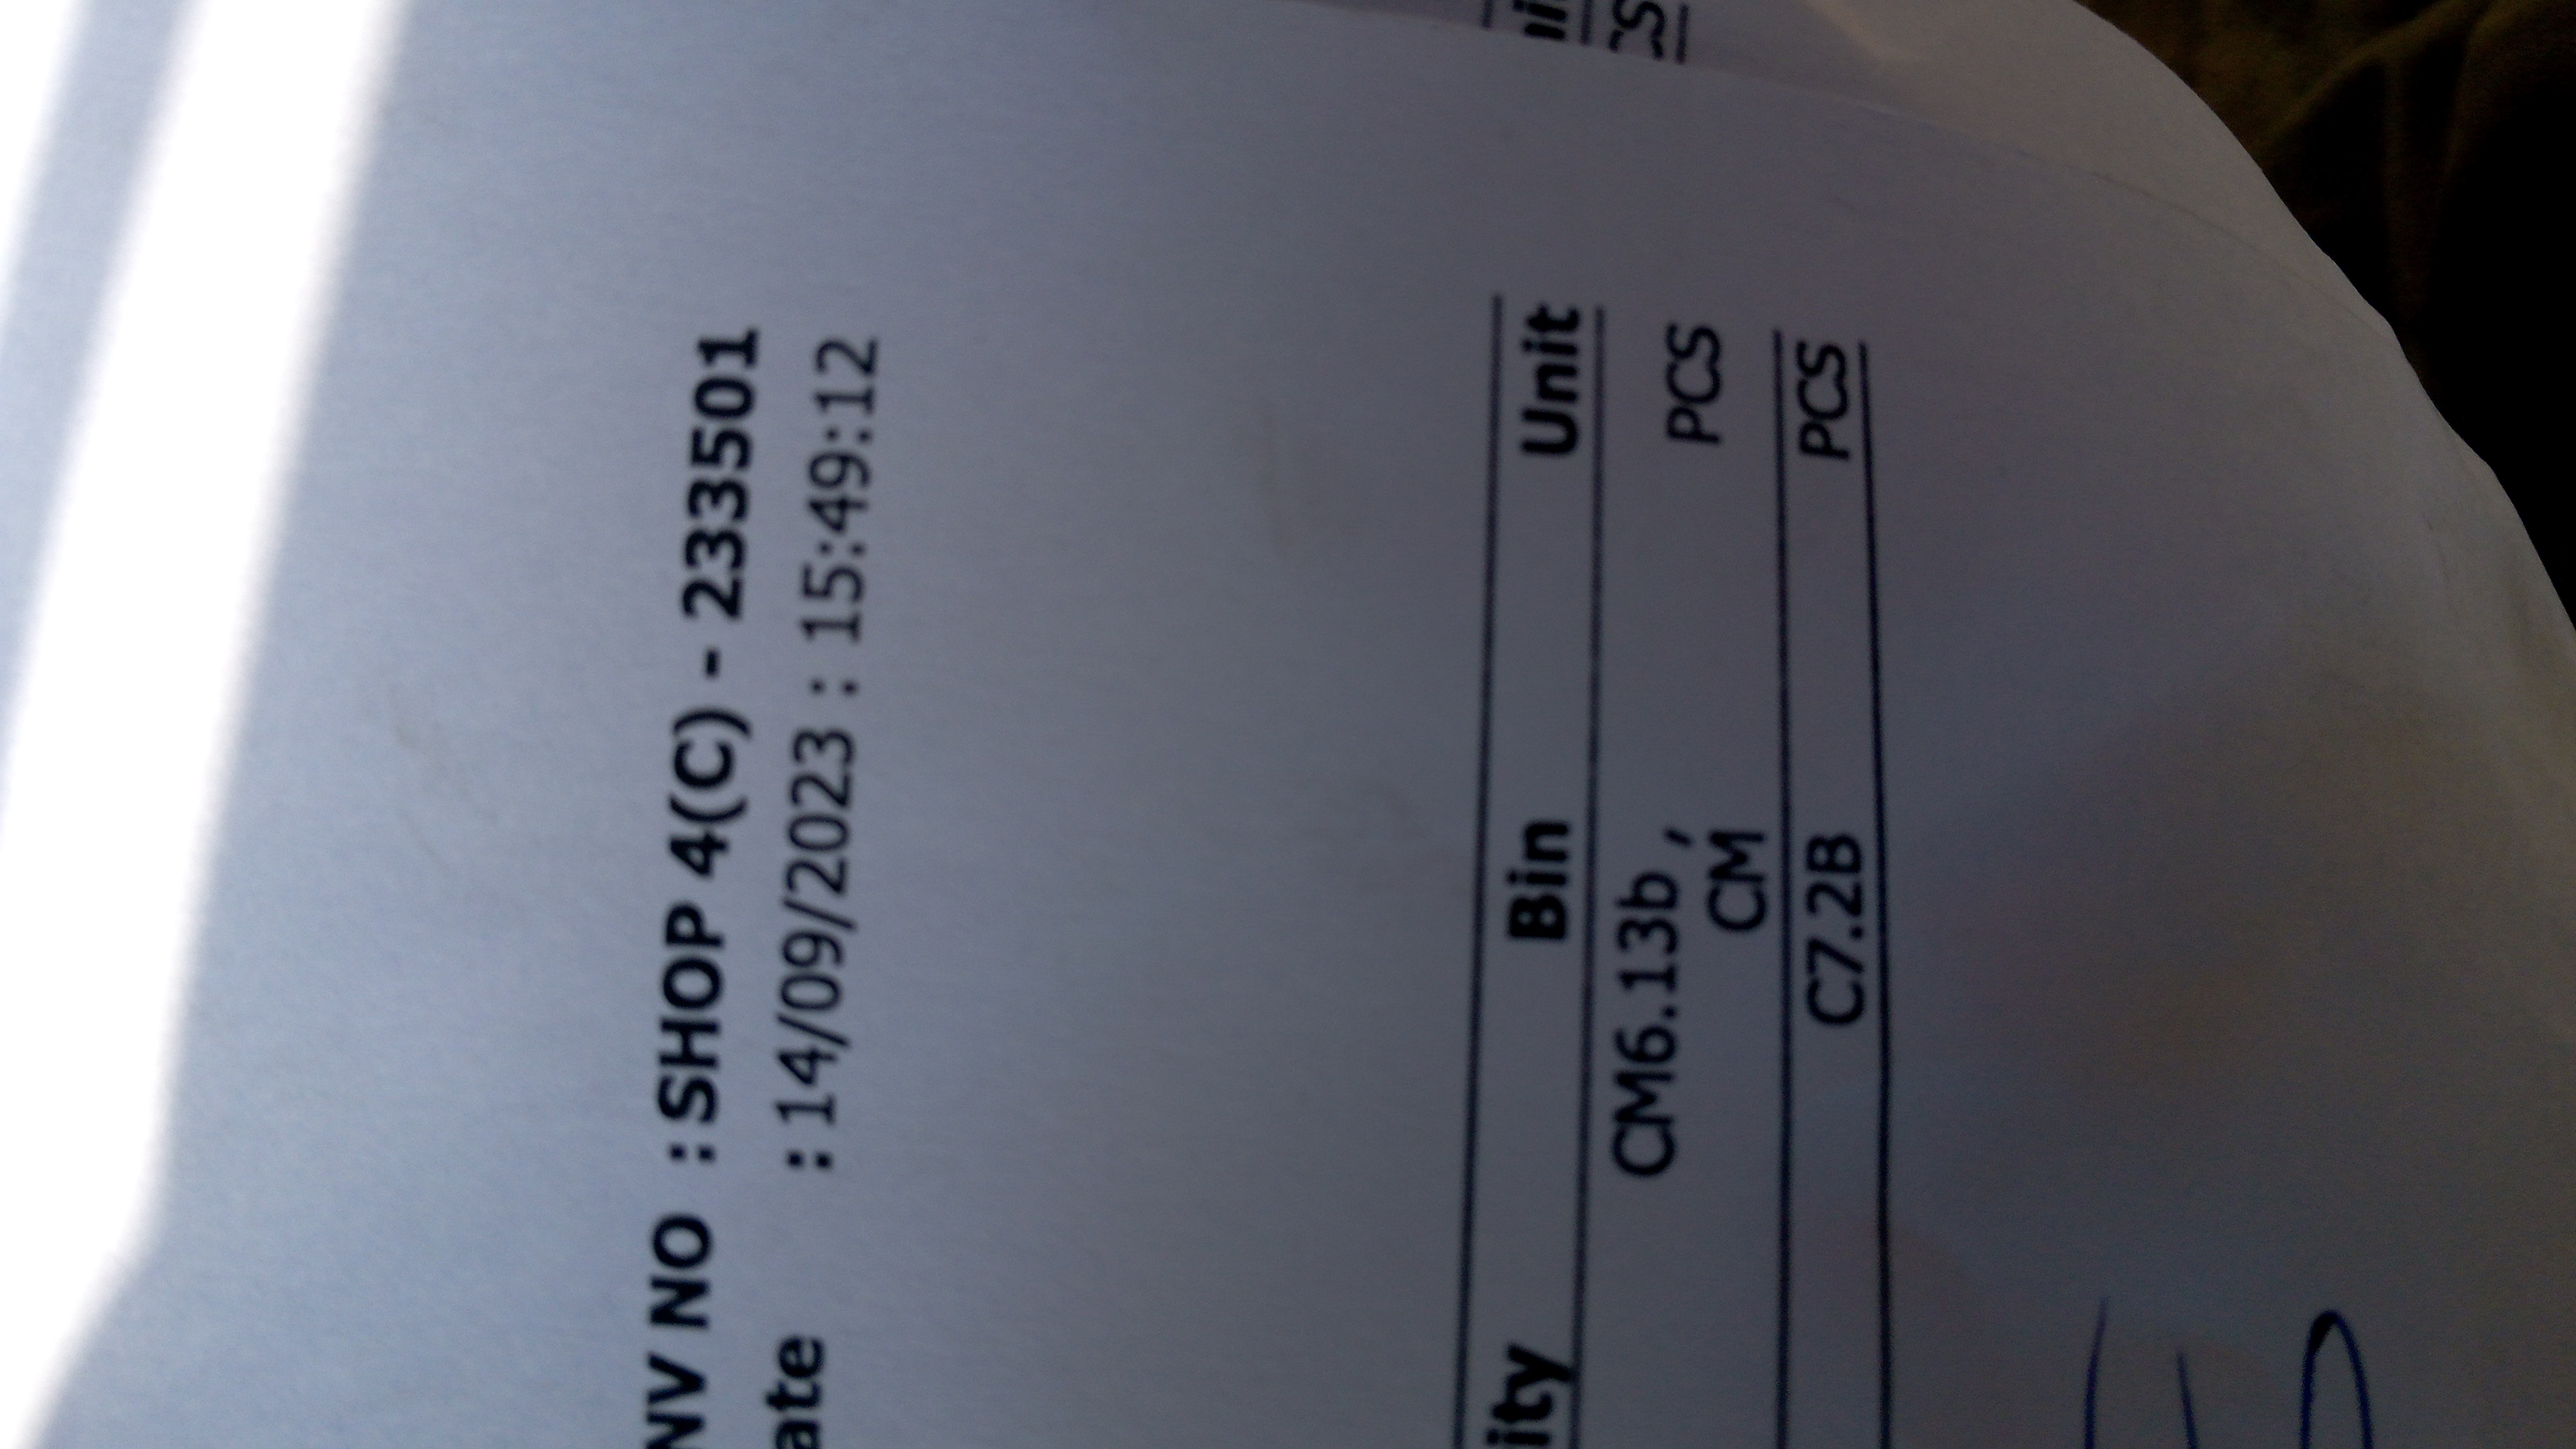 NV NO : SHOP 4(C) - 233501
ate : 14/09/2023 : 15:49:12
ity Bin Unit
CM6.13b , PCS
CM
C7.2B PCS